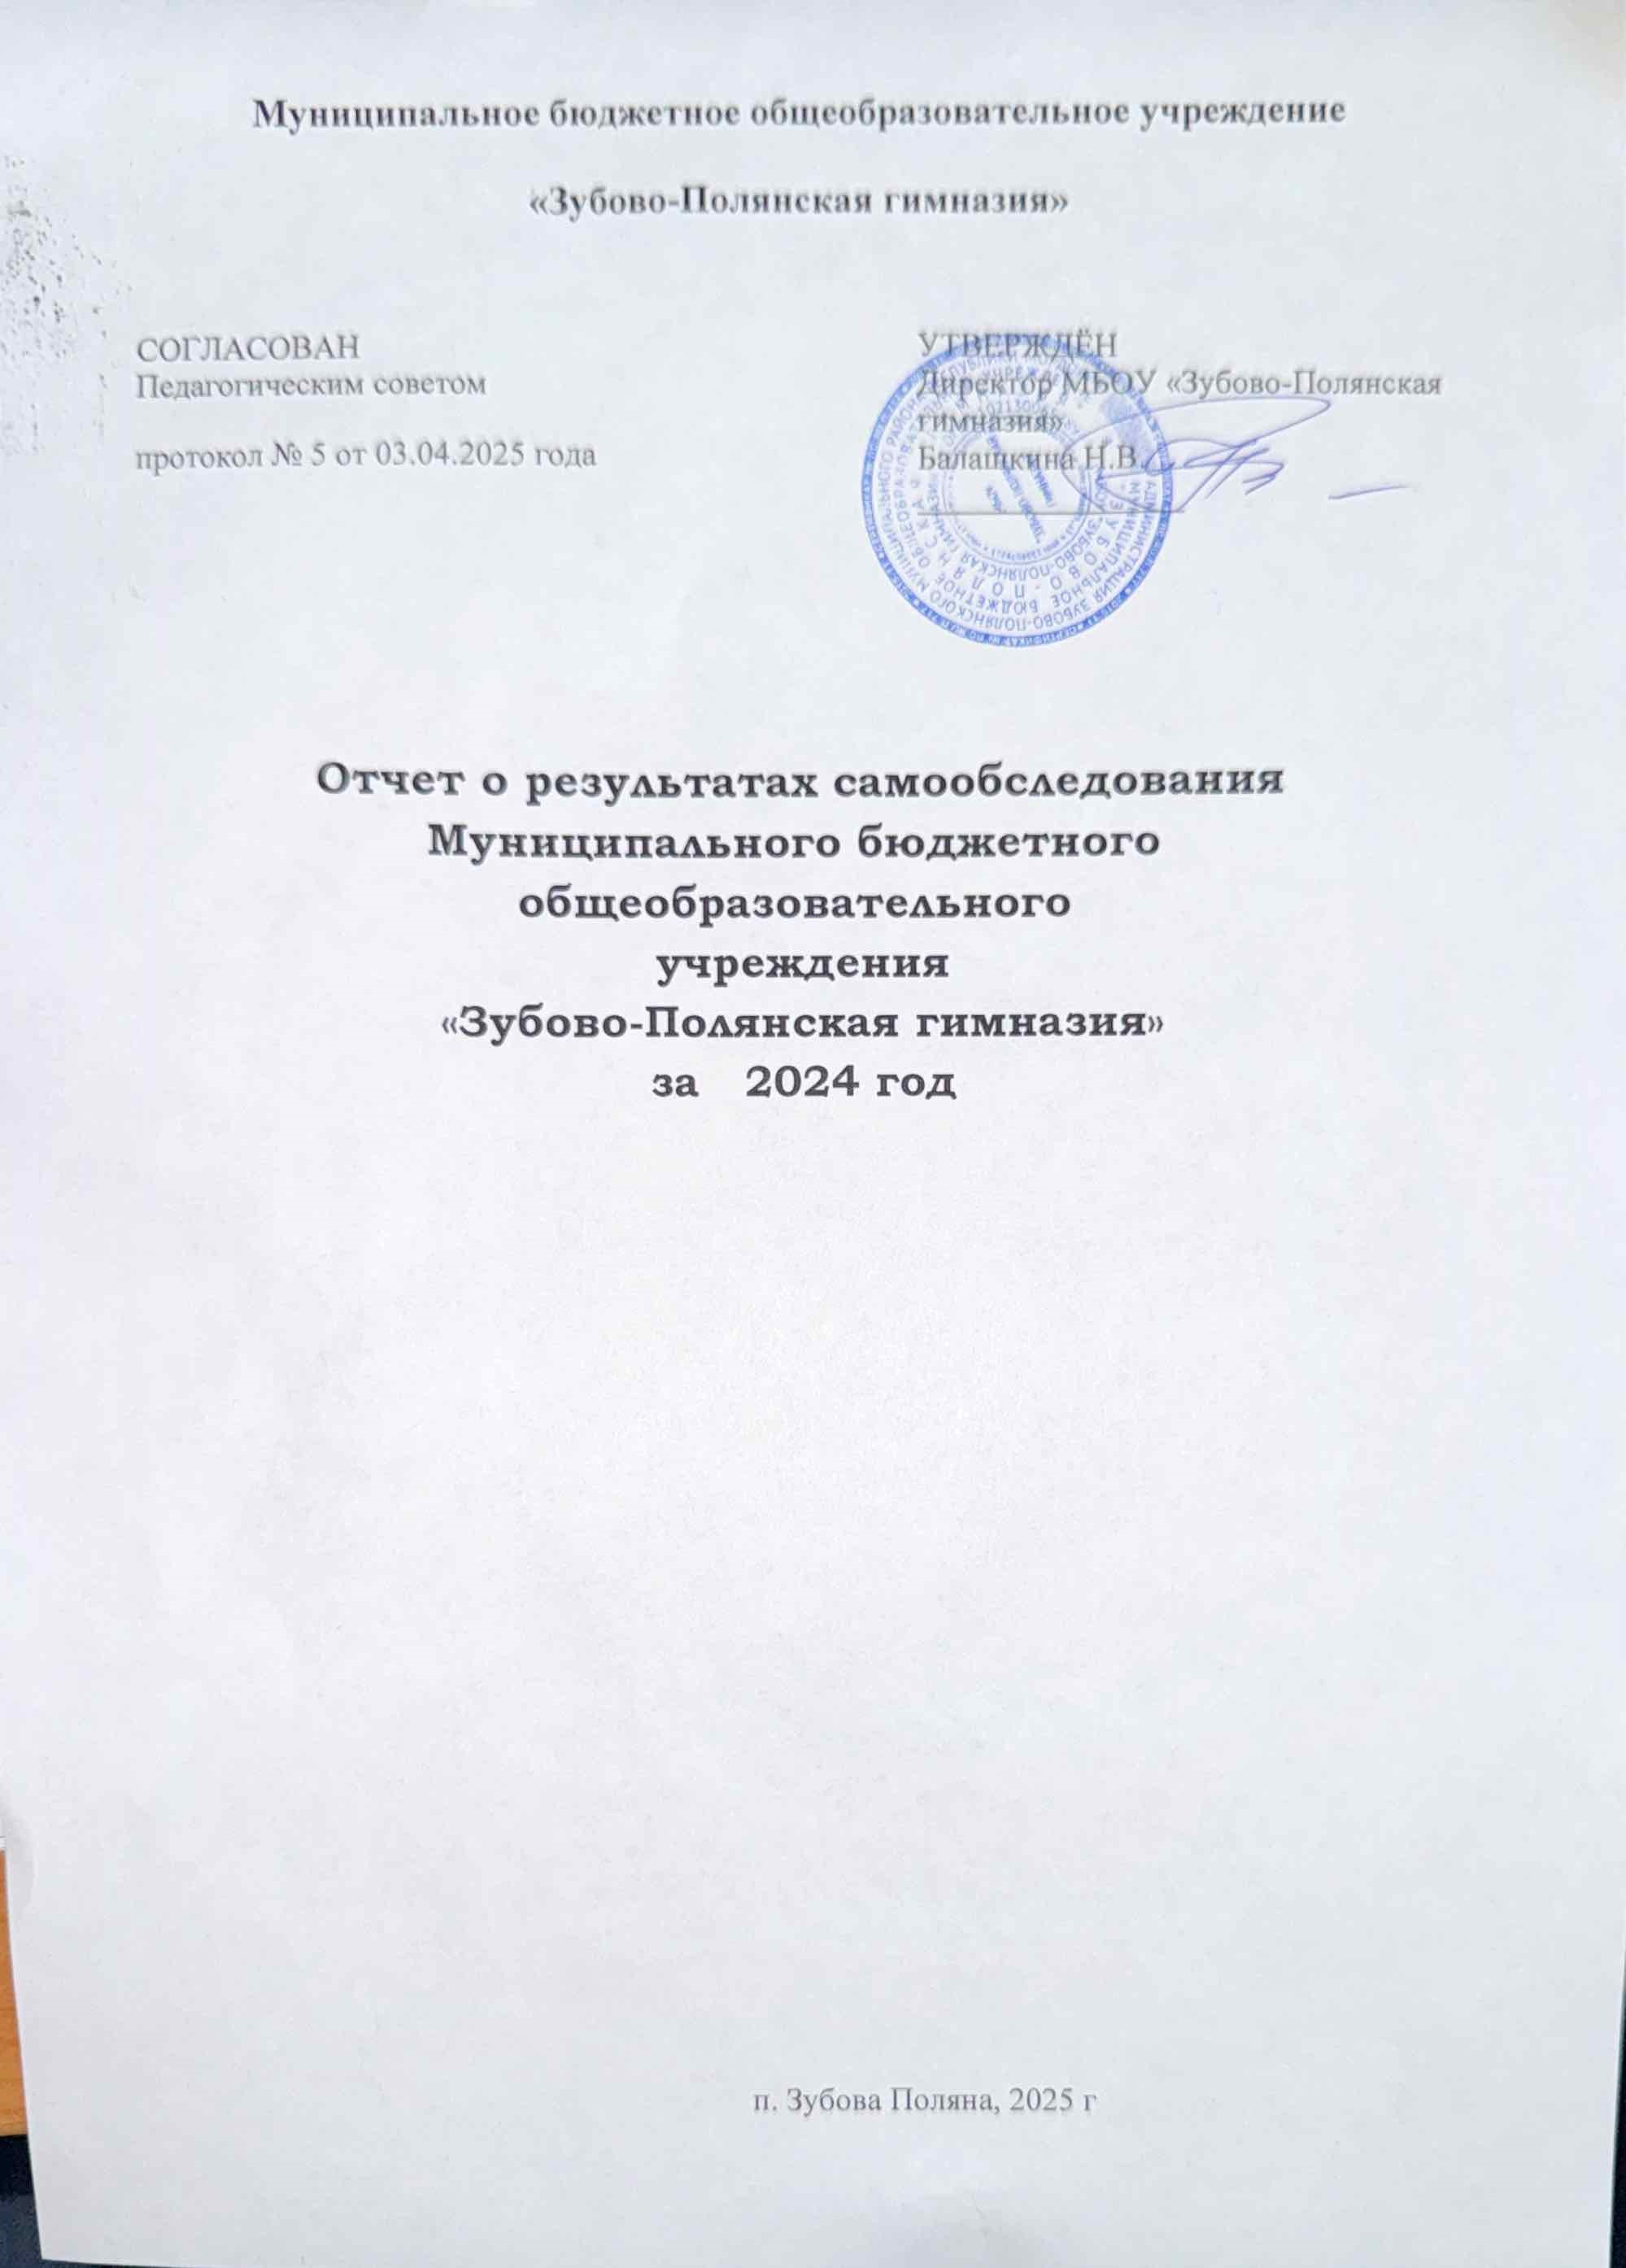 Муниципальное бюджетное общеобразовательное учреждение
«Зубово-Полянская гимназия»
СОГЛАСОВАН
Педагогическим советом
протокол № 5 от 03.04.2025 года
УТВЕРЖДЁН
Директор МБОУ «Зубово-Полянская
гимназия»
Балашкина Н.В.
Отчет о результатах самообследования
Муниципального бюджетного
общеобразовательного
учреждения
«Зубово-Полянская гимназия»
за 2024 год
п. Зубова Поляна, 2025 г